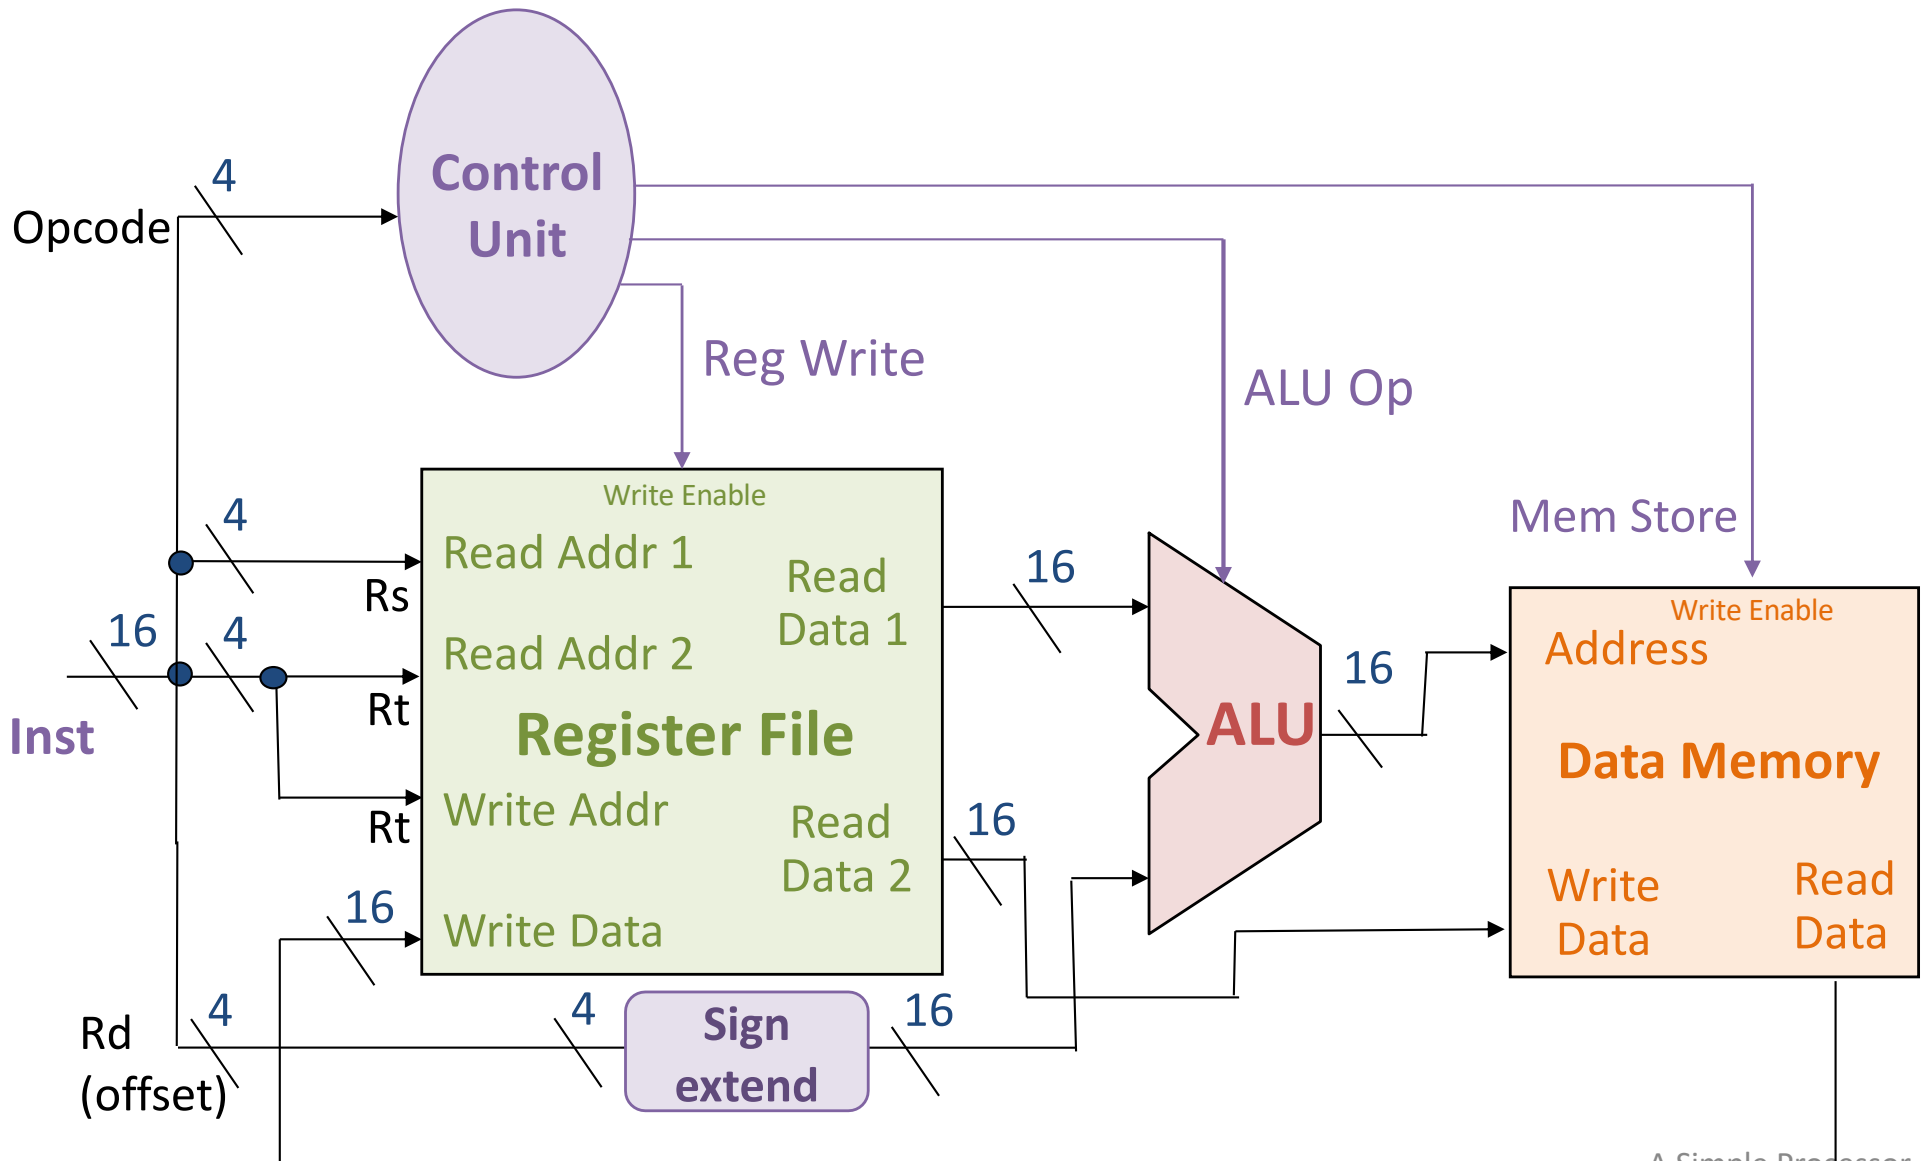 Control
Unit
4
Opcode
Reg Write
ALU Op
Mem Store
Write Enable
4
Read Addr 1
Rs
Read
Data 1
16
16
4
Read Addr 2
Rt
Inst
Register File
Write Addr
Rt
Read
Data 2
16
16
Write Data
ALU
16
Write Enable
Address
Data Memory
Write
Data
Read
Data
Rd
(offset)
4
4
Sign
extend
16
A Simple Processor